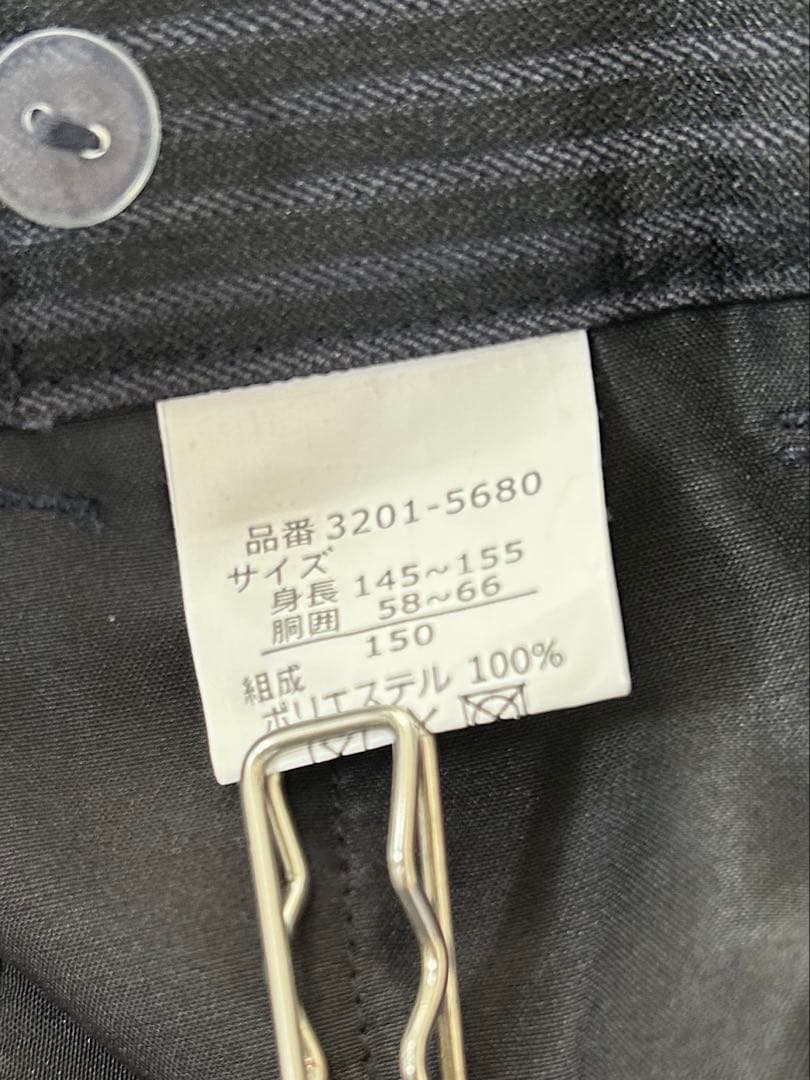 品番 3201-5680
サイズ
身長 145~155
胴囲 58~66
150
組成
ポリエステル 100%